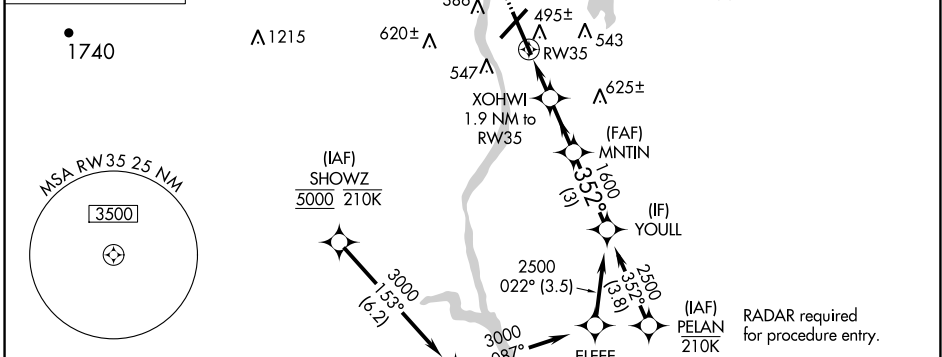 495±
1740
1215
620±
543
RW35
547
625±
XOHWI
1.9 NM to
RW35
(FAF)
MNTIN
MSA RW35 25 NM
3500
(IAF)
SHOWZ
5000 210K
1600
352°
(3)
(IF)
YOULL
3000
153°
(6.2)
2500
022° (3.5)
2500
352°
(3.8)
(IAF)
PELAN
210K
RADAR required
for procedure entry.
3000
087°